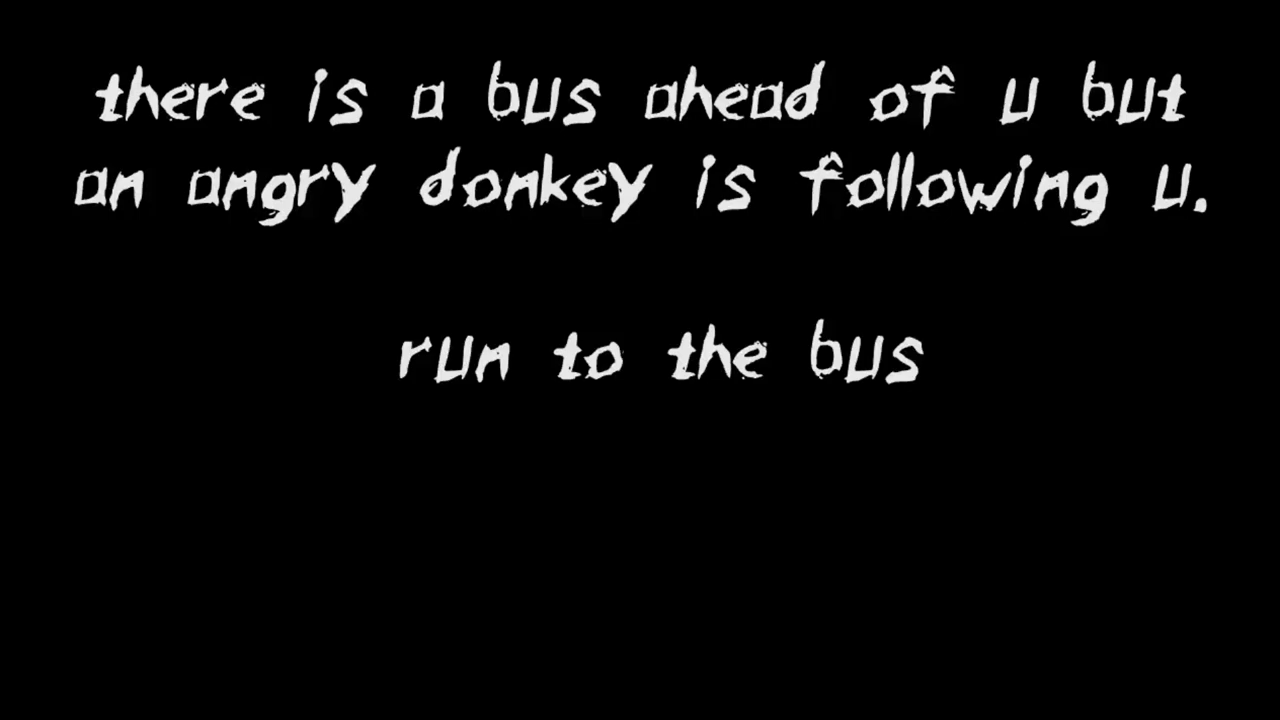 there is a bus ahead of u but
an angry donkey is following u.
run to the bus